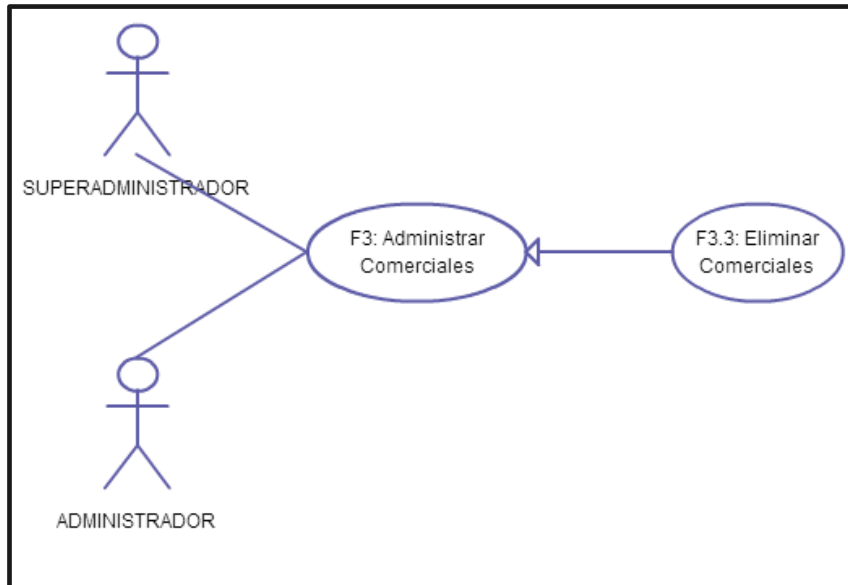 SUPERADMINISTRADOR
F3: Administrar
Comerciales
F3.3: Eliminar
Comerciales
ADMINISTRADOR